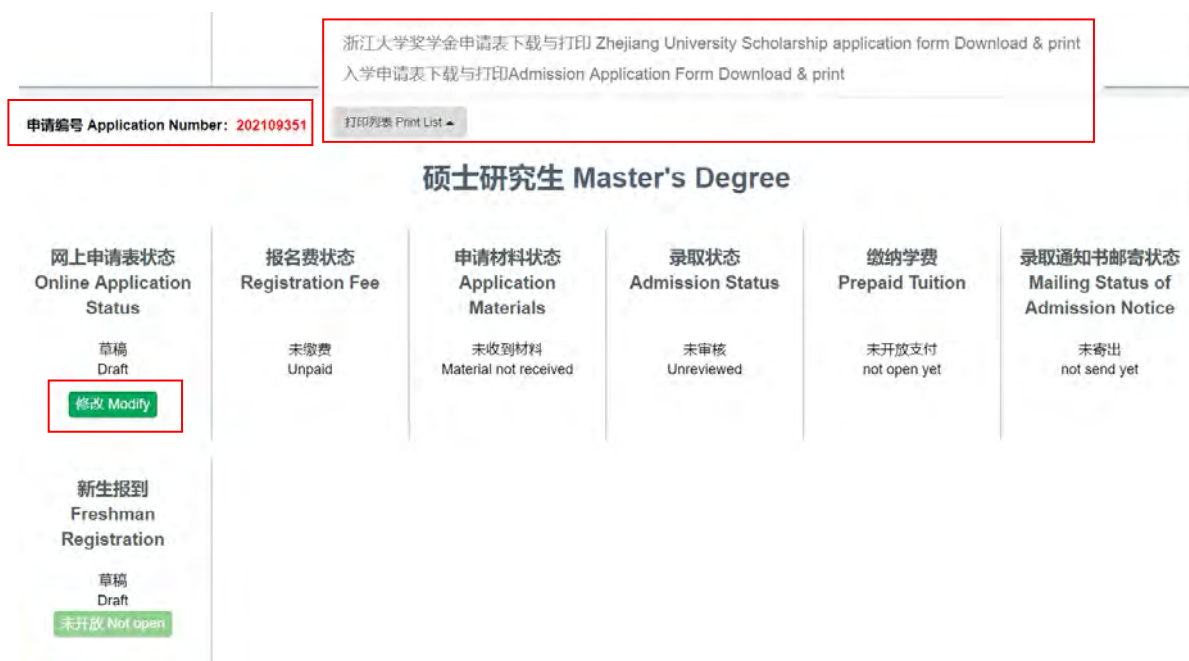 浙江大学奖学金申请表下载与打印 Zhejiang University Scholarship application form Download & print
入学申请表下载与打印Admission Application Form Download & print
申请编号 Application Number：202109351
打印列表 Print List
硕士研究生 Master's Degree
网上申请表状态
Online Application
Status
草稿
Draft
修改 Modify
报名费状态
Registration Fee
未缴费
Unpaid
申请材料状态
Application
Materials
未收到材料
Material not received
录取状态
Admission Status
未审核
Unreviewed
缴纳学费
Prepaid Tuition
未开放支付
not open yet
录取通知书邮寄状态
Mailing Status of
Admission Notice
未寄出
not send yet
新生报到
Freshman
Registration
草稿
Draft
未开放 Not open